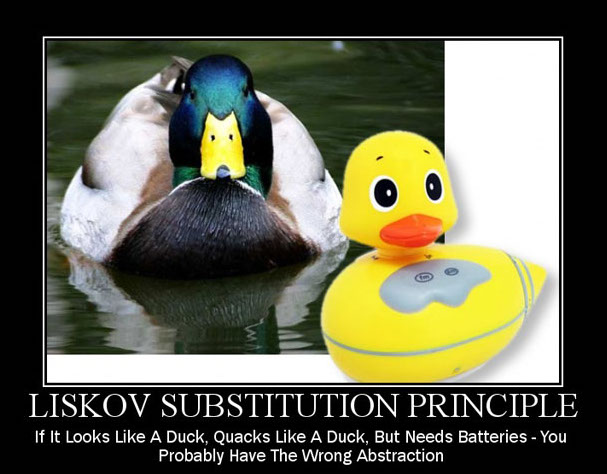 LISKOV SUBSTITUTION PRINCIPLE
If It Looks Like A Duck, Quacks Like A Duck, But Needs Batteries - You
Probably Have The Wrong Abstraction